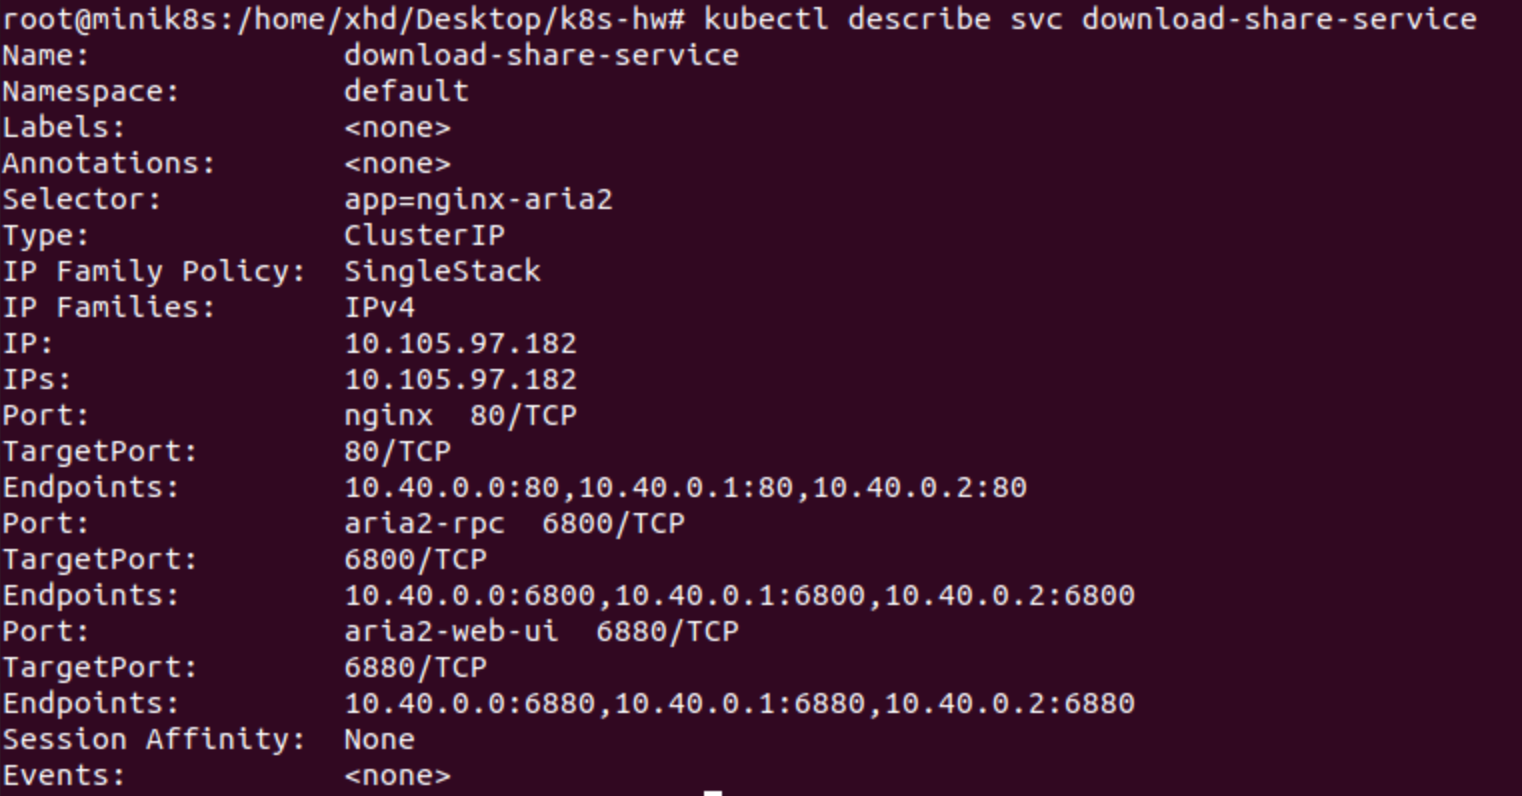 root@minik8s:/home/xhd/Desktop/k8s-hw# kubectl describe svc download-share-service
Name:              download-share-service
Namespace:         default
Labels:            <none>
Annotations:       <none>
Selector:          app=nginx-aria2
Type:              ClusterIP
IP Family Policy:  SingleStack
IP Families:       IPv4
IP:                10.105.97.182
IPs:               10.105.97.182
Port:              nginx  80/TCP
TargetPort:        80/TCP
Endpoints:         10.40.0.0:80,10.40.0.1:80,10.40.0.2:80
Port:              aria2-rpc  6800/TCP
TargetPort:        6800/TCP
Endpoints:         10.40.0.0:6800,10.40.0.1:6800,10.40.0.2:6800
Port:              aria2-web-ui  6880/TCP
TargetPort:        6880/TCP
Endpoints:         10.40.0.0:6880,10.40.0.1:6880,10.40.0.2:6880
Session Affinity:  None
Events:            <none>